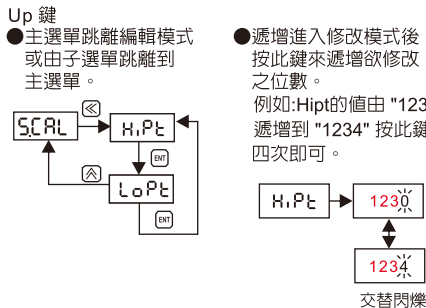 Up 鍵
●主選單跳離編輯模式
或由子選單跳離到
主選單。
S.CAL
H.Pt
ENT
LoPt
ENT
●遞增進入修改模式後
按此鍵來遞增欲修改
之位數。
例如:Hipt的值由 "123
遞增到 "1234" 按此鍵
四次即可。
H.Pt
1230
1234
交替閃爍